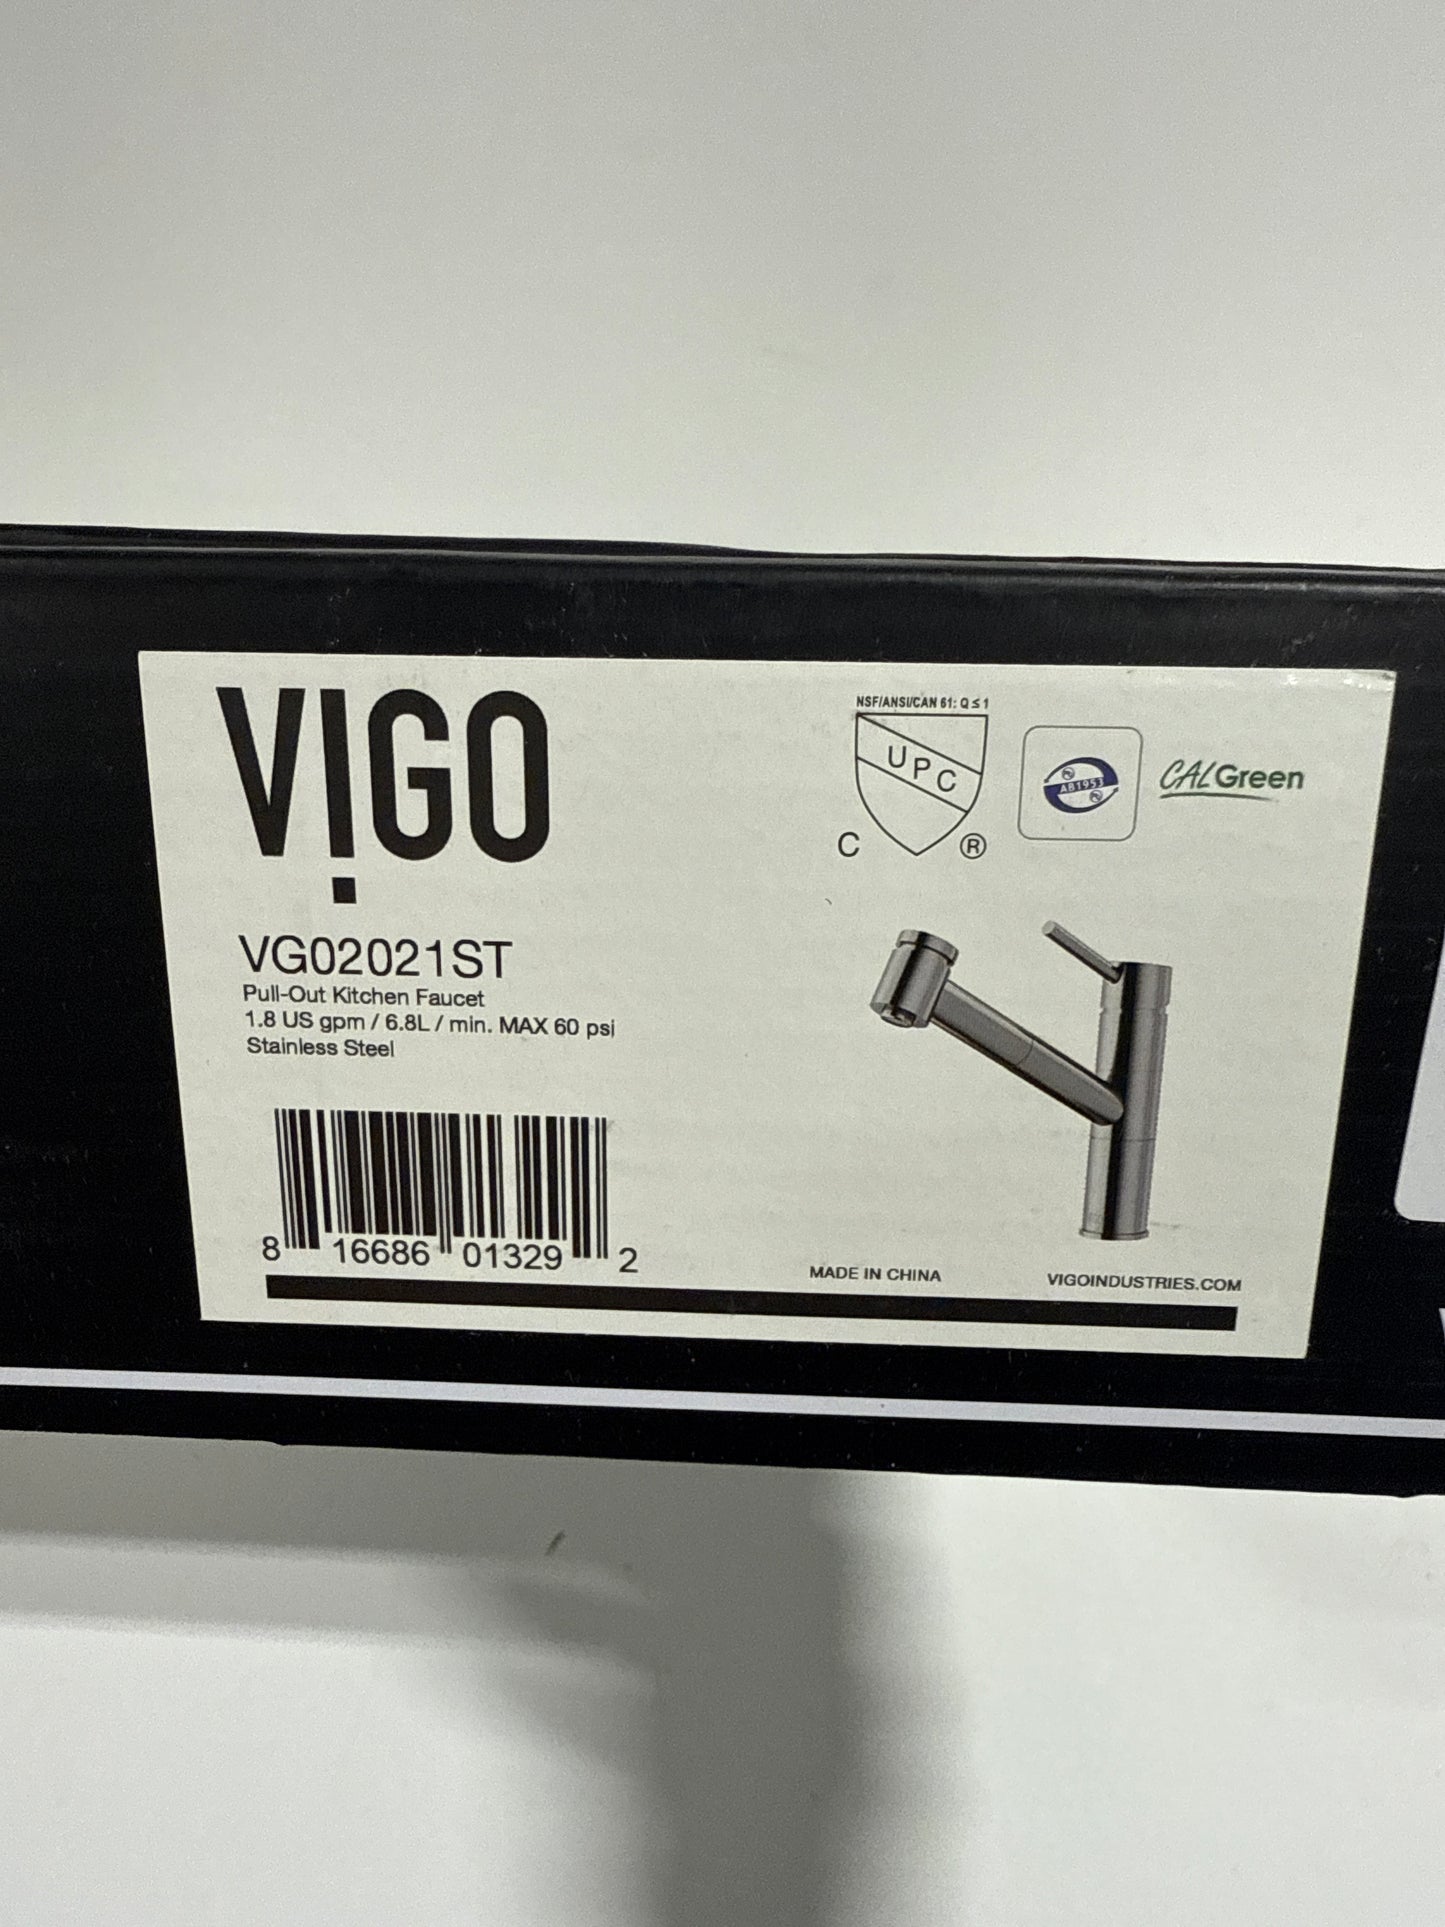 VIGO
VG02021ST
Pull-Out Kitchen Faucet
1.8 US gpm / 6.8L / min. MAX 60 psi
Stainless Steel
8 16686 01329 2
NSF/ANSI/CAN 61: Q ≤ 1
UPC
C ®
AB1953
CALGreen
MADE IN CHINA
VIGOINDUSTRIES.COM